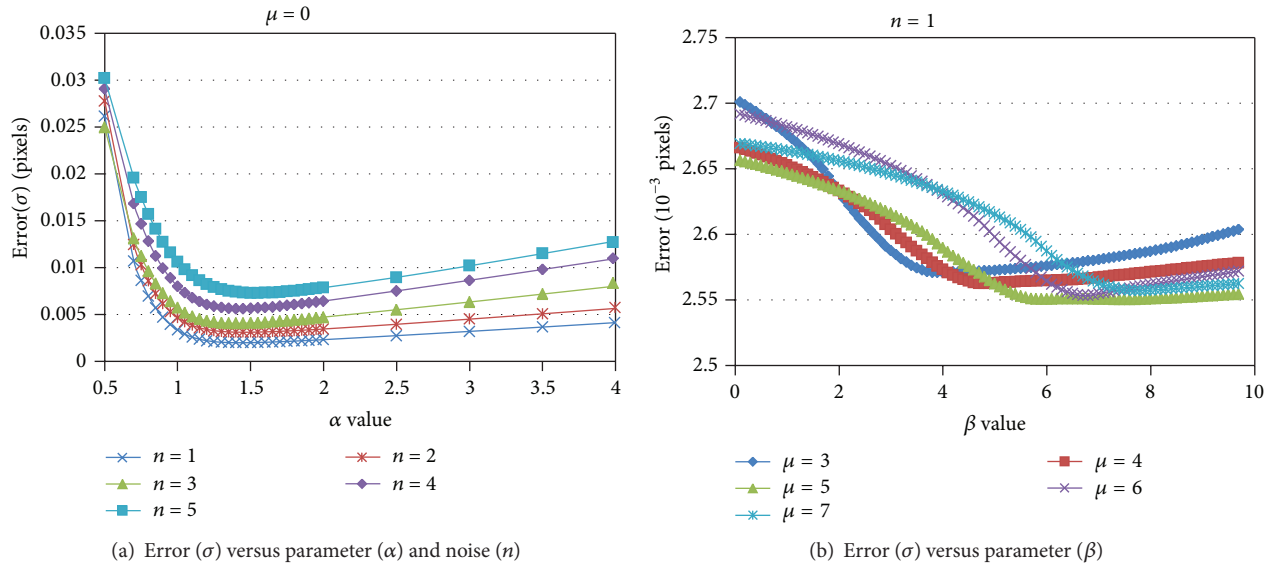 μ = 0
0.035
0.03
0.025
0.02
0.015
0.01
0.005
0
Error(σ) (pixels)
0.5 1 1.5 2 2.5 3 3.5 4
α value
n = 1 n = 2
n = 3 n = 4
n = 5
(a) Error (σ) versus parameter (α) and noise (n)
n = 1
2.75
2.7
2.65
2.6
2.55
2.5
Error (10⁻³ pixels)
0 2 4 6 8 10
β value
μ = 3 μ = 4
μ = 5 μ = 6
μ = 7
(b) Error (σ) versus parameter (β)